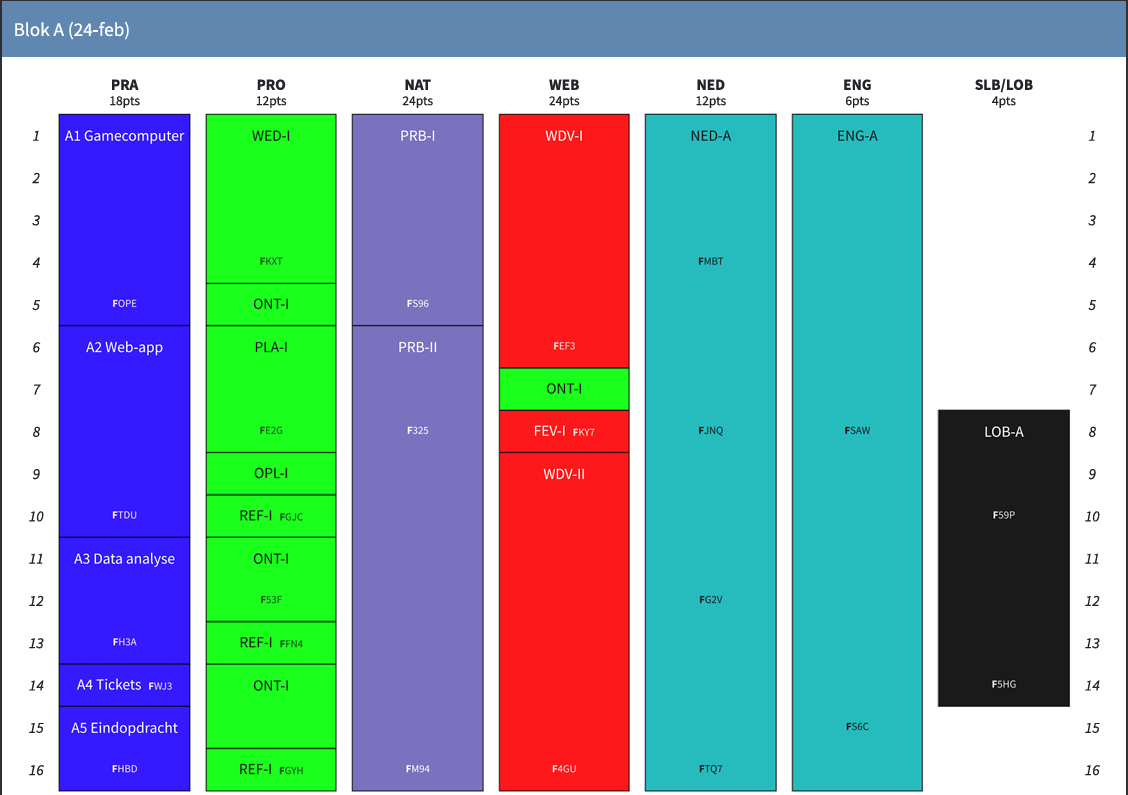 Blok A (24-feb)
PRA PRO NAT WEB NED ENG SLB/LOB
18pts 12pts 24pts 24pts 12pts 6pts 4pts
1 A1 Gamecomputer WED-I PRB-I WDV-I NED-A ENG-A 1
2 2
3 3
4 FKXT FMBT 4
5 FOPE ONT-I FS96 5
6 A2 Web-app PLA-I PRB-II FEF3 6
7 ONT-I 7
8 FE2G F325 FEV-I FKY7 FJNQ FSAW LOB-A 8
9 OPL-I WDV-II 9
10 FTDU REF-I FGJC F59P 10
11 A3 Data analyse ONT-I 11
12 F53F FG2V 12
13 FH3A REF-I FFN4 13
14 A4 Tickets FWJ3 ONT-I F5HG 14
15 A5 Eindopdracht FS6C 15
16 FHBD REF-I FGYH FM94 F4GU FTQ7 16